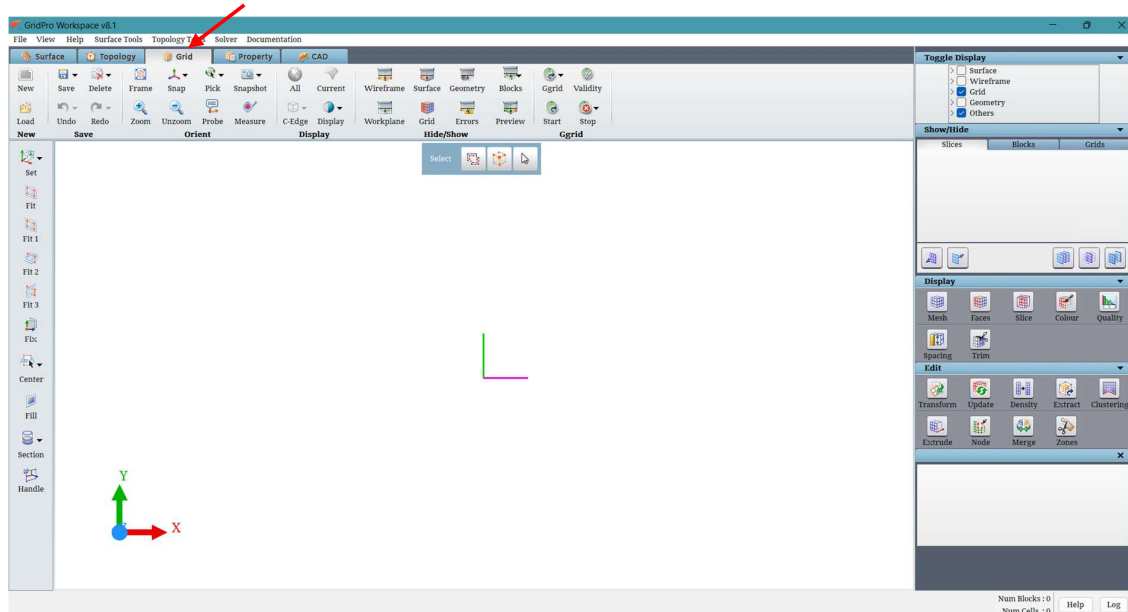 GridPro Workspace v8.1
File View Help Surface Tools Topology Solver Documentation
Surface Topology Grid Property CAD
New Save Delete Frame Snap Pick Snapshot All Current Wireframe Surface Geometry Blocks Ggrid Validity
Load Undo Redo Zoom Unzoom Probe Measure C-Edge Display Workplane Grid Errors Preview Start Stop
New Save Orient Display Hide/Show Ggrid
Set
Fit
Fit 1
Fit 2
Fit 3
Fix
Center
Fill
Section
Handle
Select
Y
X
Toggle Display
Surface
Wireframe
Grid
Geometry
Others
Show/Hide
Slices Blocks Grids
Display
Mesh Faces Slice Colour Quality
Spacing Trim
Edit
Transform Update Density Extract Clustering
Extrude Node Merge Zones
Num Blocks : 0
Num Cells : 0
Help Log